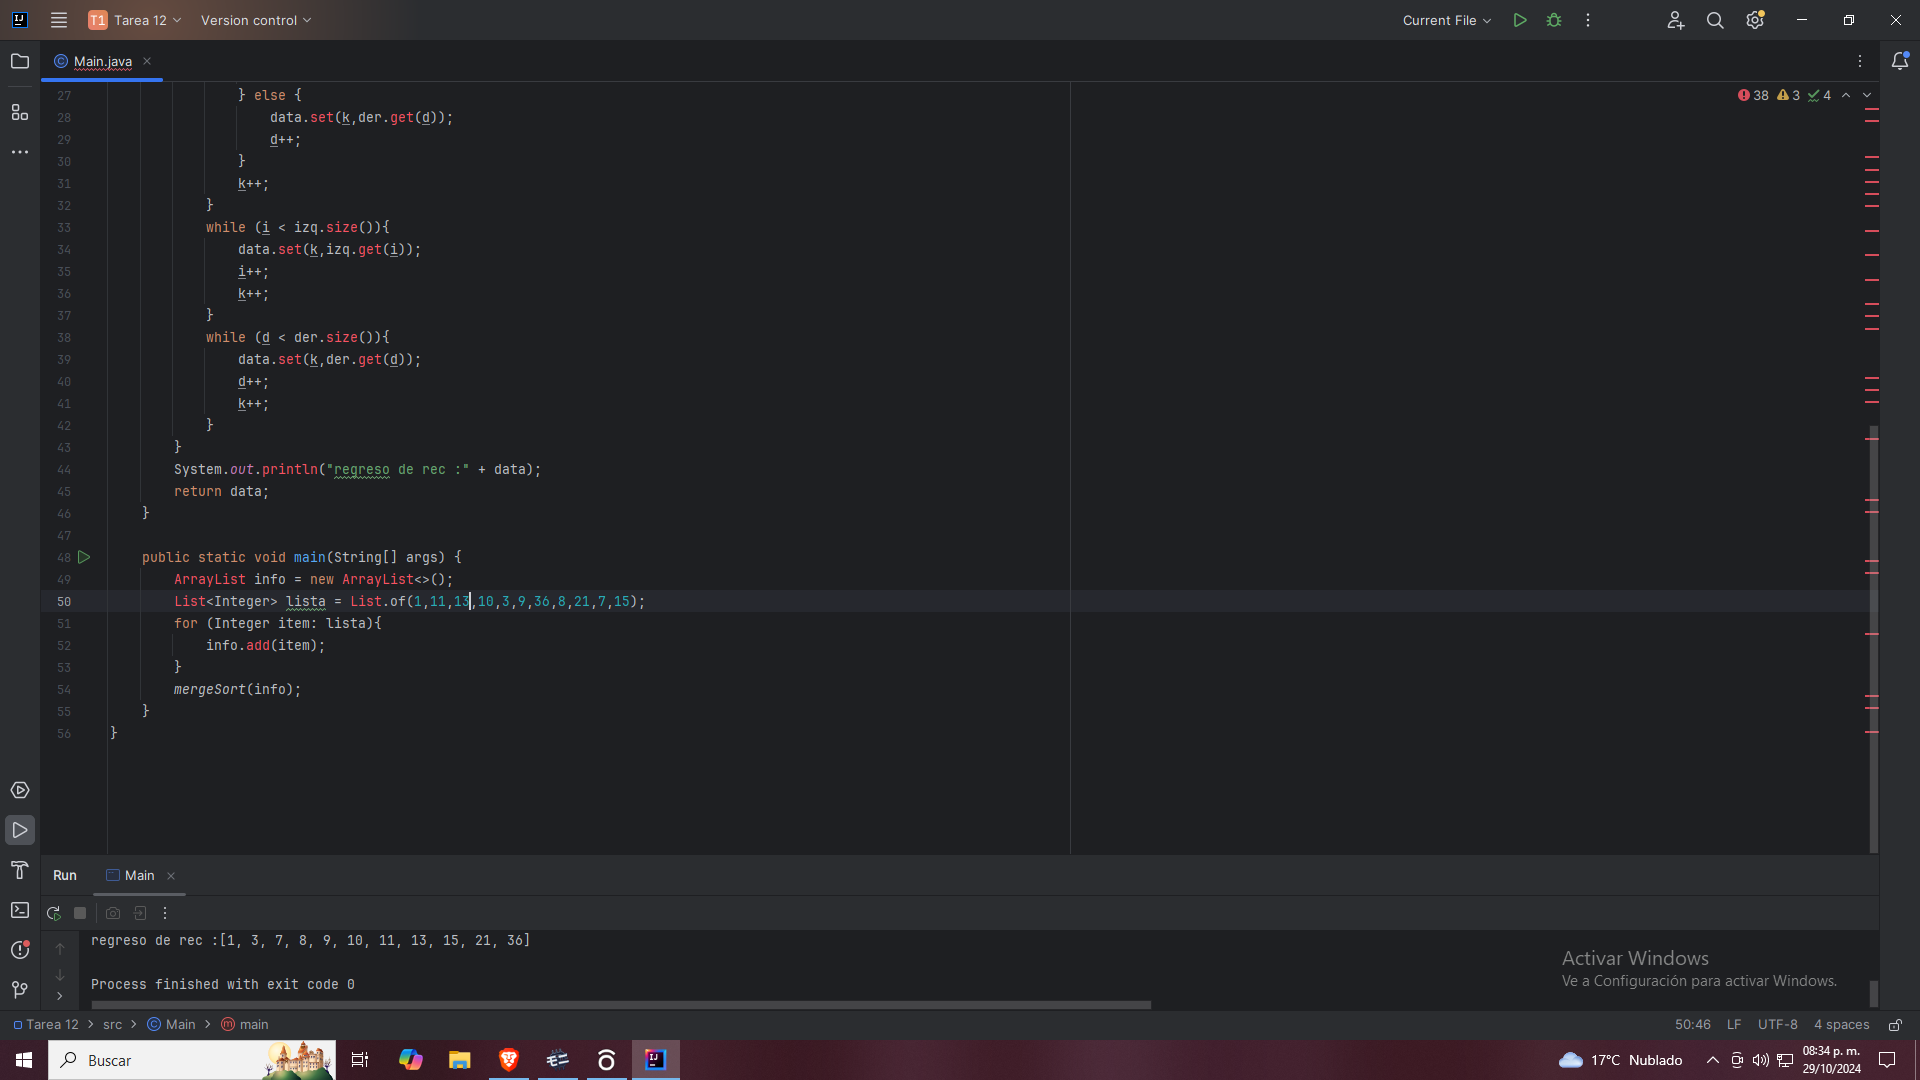 T1 Tarea 12 Version control Current File
Main.java
38 3 4
27 } else {
28 data.set(k,der.get(d));
29 d++;
30 }
31 k++;
32 }
33 while (i < izq.size()){
34 data.set(k,izq.get(i));
35 i++;
36 k++;
37 }
38 while (d < der.size()){
39 data.set(k,der.get(d));
40 d++;
41 k++;
42 }
43 }
44 System.out.println("regreso de rec :" + data);
45 return data;
46 }
47
48 public static void main(String[] args) {
49 ArrayList info = new ArrayList<>();
50 List<Integer> lista = List.of(1,11,13,10,3,9,36,8,21,7,15);
51 for (Integer item: lista){
52 info.add(item);
53 }
54 mergeSort(info);
55 }
56 }
Run Main
regreso de rec :[1, 3, 7, 8, 9, 10, 11, 13, 15, 21, 36]
Process finished with exit code 0
Activar Windows
Ve a Configuración para activar Windows.
Tarea 12 > src > Main > main 50:46 LF UTF-8 4 spaces
Buscar 17°C Nublado 08:34 p. m.
29/10/2024